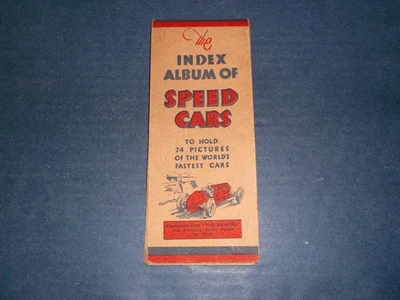 The
INDEX
ALBUM OF
SPEED
CARS
TO HOLD
24 PICTURES
OF THE WORLD'S
FASTEST CARS